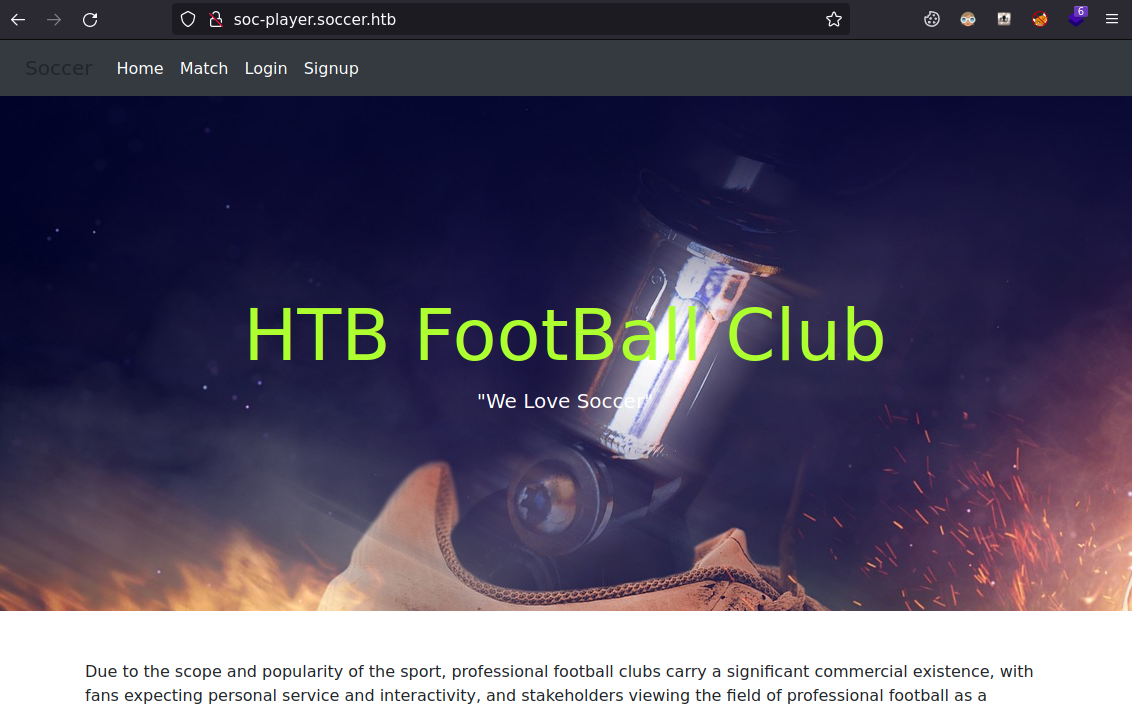 soc-player.soccer.htb
6
Soccer Home Match Login Signup
HTB FootBall Club
"We Love Soccer"
Due to the scope and popularity of the sport, professional football clubs carry a significant commercial existence, with
fans expecting personal service and interactivity, and stakeholders viewing the field of professional football as a